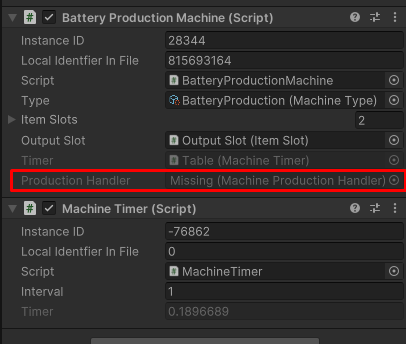 Battery Production Machine (Script)
Instance ID 28344
Local Identfier In File 815693164
Script BatteryProductionMachine
Type BatteryProduction (Machine Type)
Item Slots 2
Output Slot Output Slot (Item Slot)
Timer Table (Machine Timer)
Production Handler Missing (Machine Production Handler)
Machine Timer (Script)
Instance ID -76862
Local Identfier In File 0
Script MachineTimer
Interval 1
Timer 0.1896689